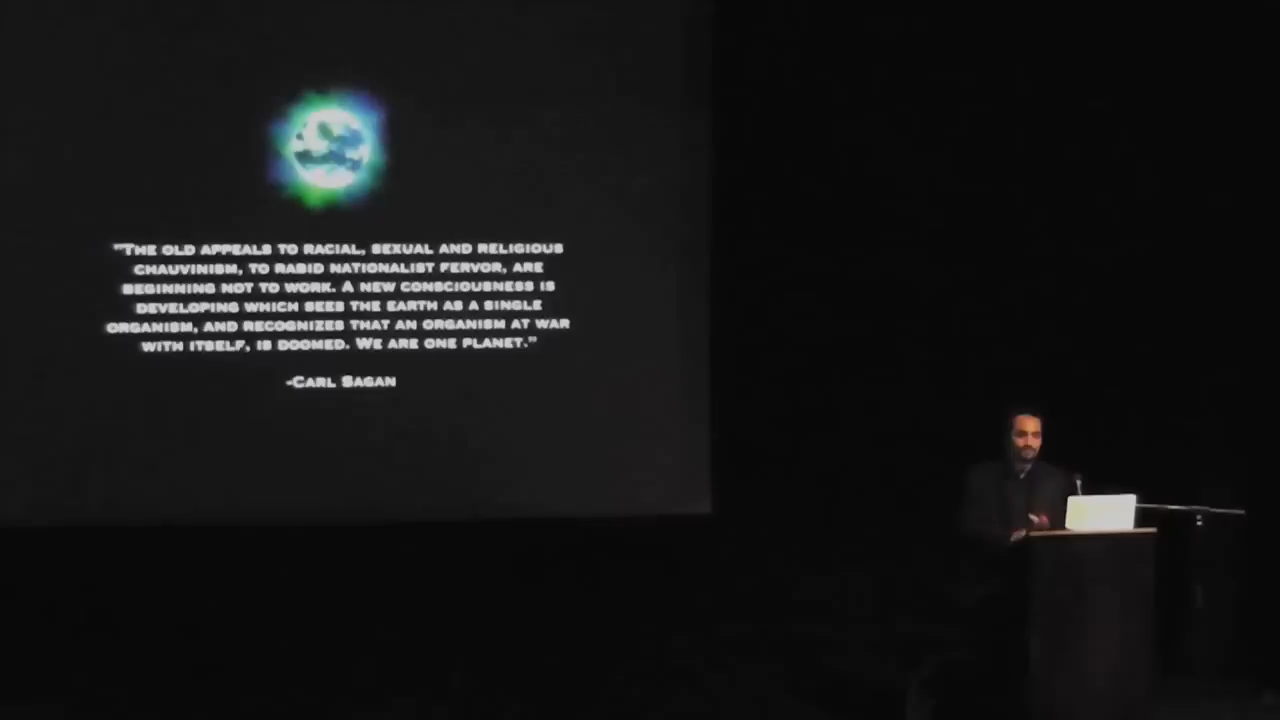 "The old appeals to racial, sexual and religious
chauvinism, to rabid nationalist fervor, are
beginning not to work. A new consciousness is
developing which sees the Earth as a single
organism, and recognizes that an organism at war
with itself, is doomed. We are one planet."
-Carl Sagan